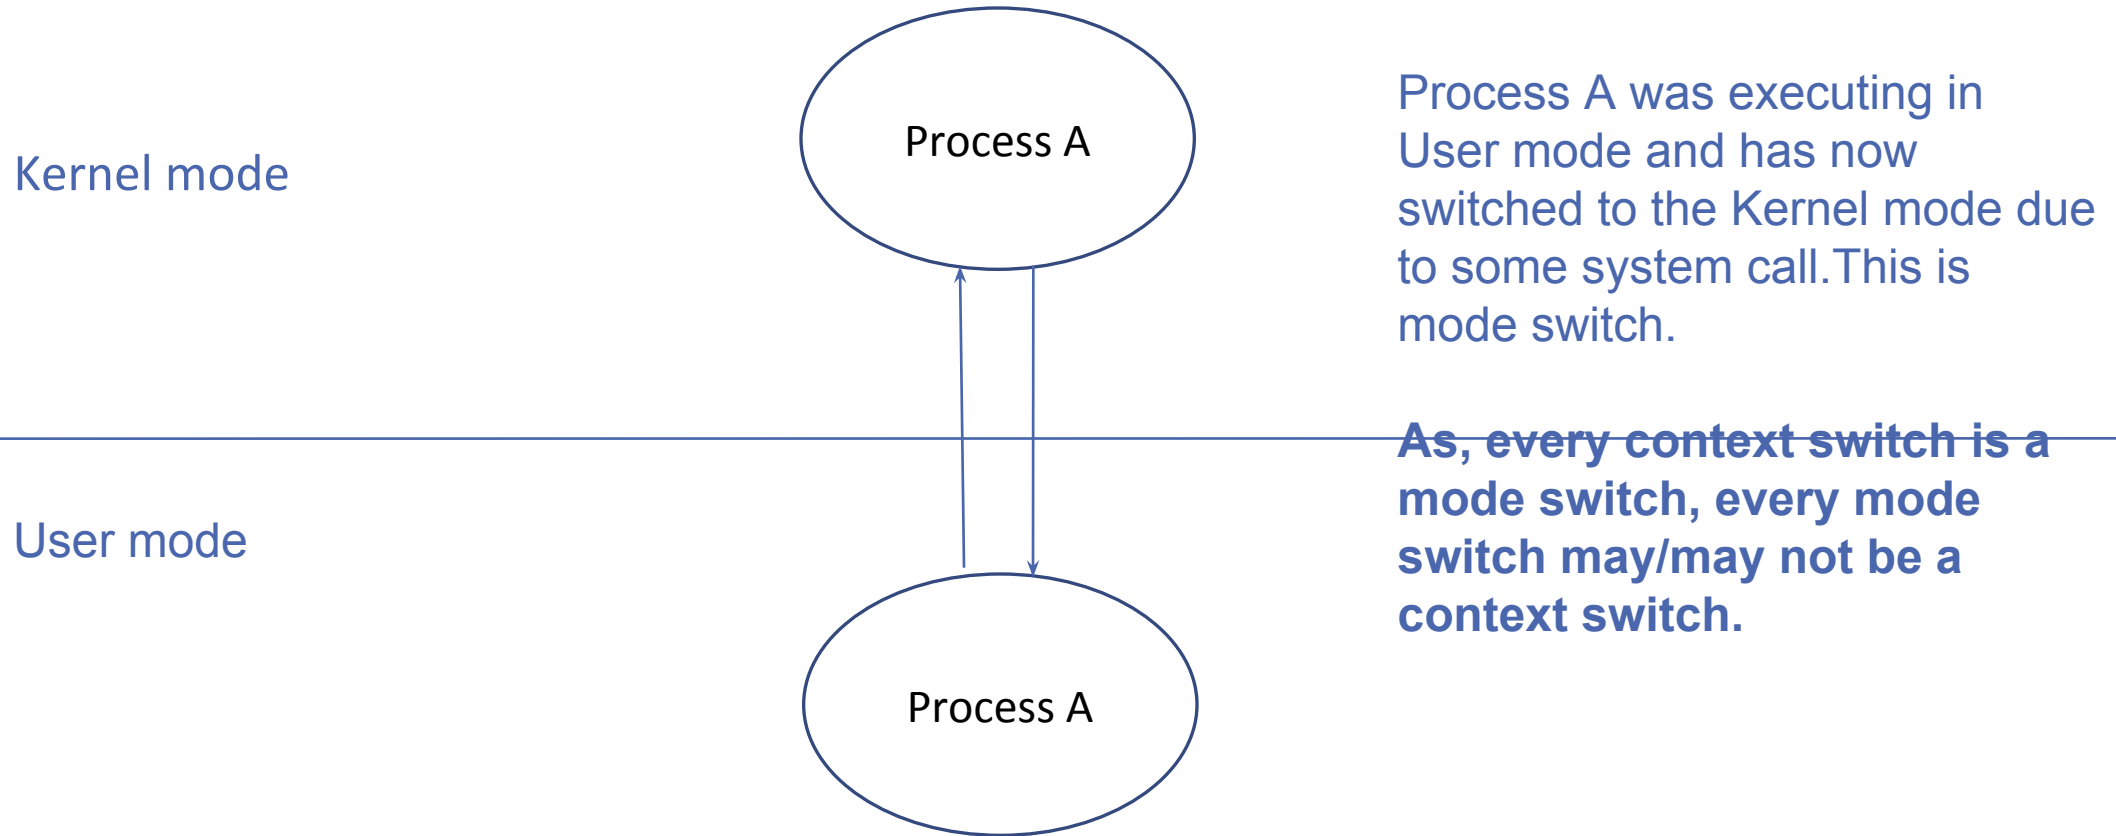 Process A
Kernel mode
Process A was executing in
User mode and has now
switched to the Kernel mode due
to some system call.This is
mode switch.
As, every context switch is a
mode switch, every mode
switch may/may not be a
context switch.
User mode
Process A